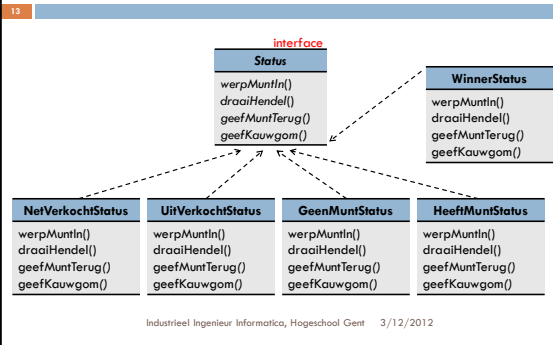 13
interface
Status
werpMuntIn()
draaiHendel()
geefMuntTerug()
geefKauwgom()
WinnerStatus
werpMuntIn()
draaiHendel()
geefMuntTerug()
geefKauwgom()
NetVerkochtStatus
werpMuntIn()
draaiHendel()
geefMuntTerug()
geefKauwgom()
UitVerkochtStatus
werpMuntIn()
draaiHendel()
geefMuntTerug()
geefKauwgom()
GeenMuntStatus
werpMuntIn()
draaiHendel()
geefMuntTerug()
geefKauwgom()
HeeftMuntStatus
werpMuntIn()
draaiHendel()
geefMuntTerug()
geefKauwgom()
Industrieel Ingenieur Informatica, Hogeschool Gent 3/12/2012